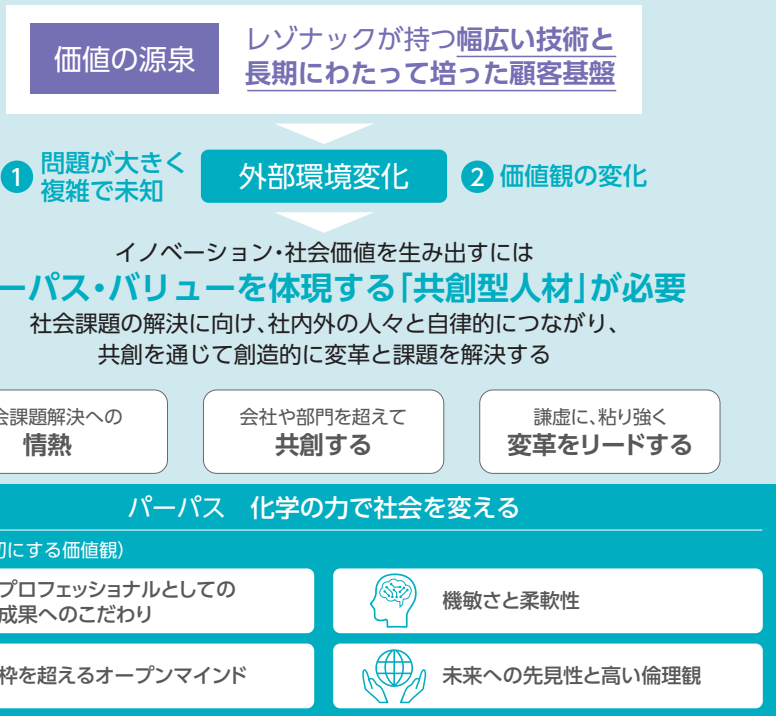 価値の源泉
レゾナックが持つ幅広い技術と
長期にわたって培った顧客基盤
1 問題が大きく
複雑で未知
外部環境変化
2 価値観の変化
イノベーション・社会価値を生み出すには
ーパス・バリューを体現する「共創型人材」が必要
社会課題の解決に向け、社内外の人々と自律的につながり、
共創を通じて創造的に変革と課題を解決する
会課題解決への
情熱
会社や部門を超えて
共創する
謙虚に、粘り強く
変革をリードする
パーパス 化学の力で社会を変える
切にする価値観）
プロフェッショナルとしての
成果へのこだわり
機敏さと柔軟性
枠を超えるオープンマインド
未来への先見性と高い倫理観